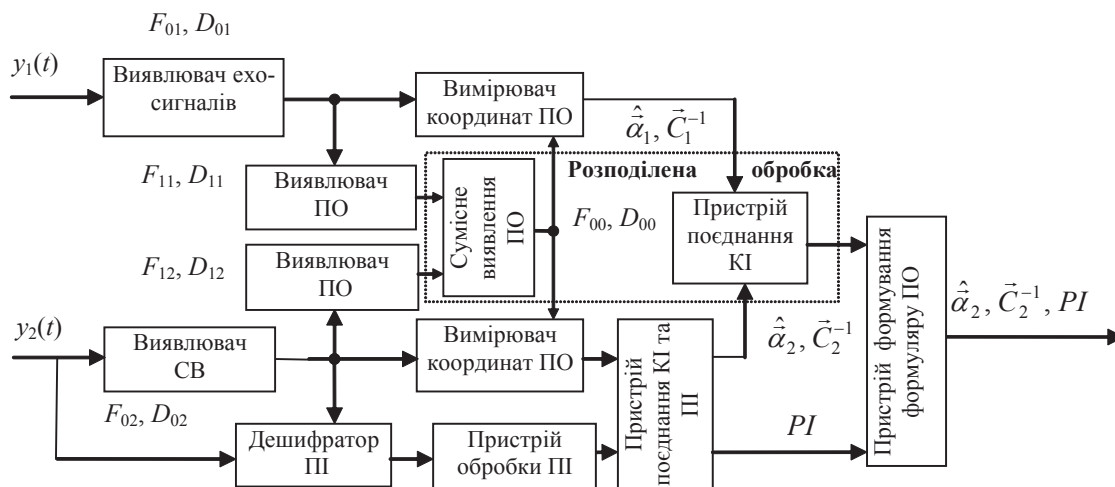 F₀₁, D₀₁
y₁(t)
Виявлювач ехо-
сигналів
Вимірювач
координат ПО
α̂⃗₁, C⃗₁⁻¹
Розподілена обробка
F₁₁, D₁₁
Виявлювач
ПО
Сумісне
виявлення
ПО
F₀₀, D₀₀
Пристрій
поєднання
КІ
F₁₂, D₁₂
Виявлювач
ПО
Пристрій формування
формуляру ПО
α̂⃗₂, C⃗₂⁻¹, PI
y₂(t)
Виявлювач
СВ
Вимірювач
координат ПО
Пристрій
поєднання КІ та
ПІ
α̂⃗₂, C⃗₂⁻¹
F₀₂, D₀₂
Дешифратор
ПІ
Пристрій
обробки ПІ
PI